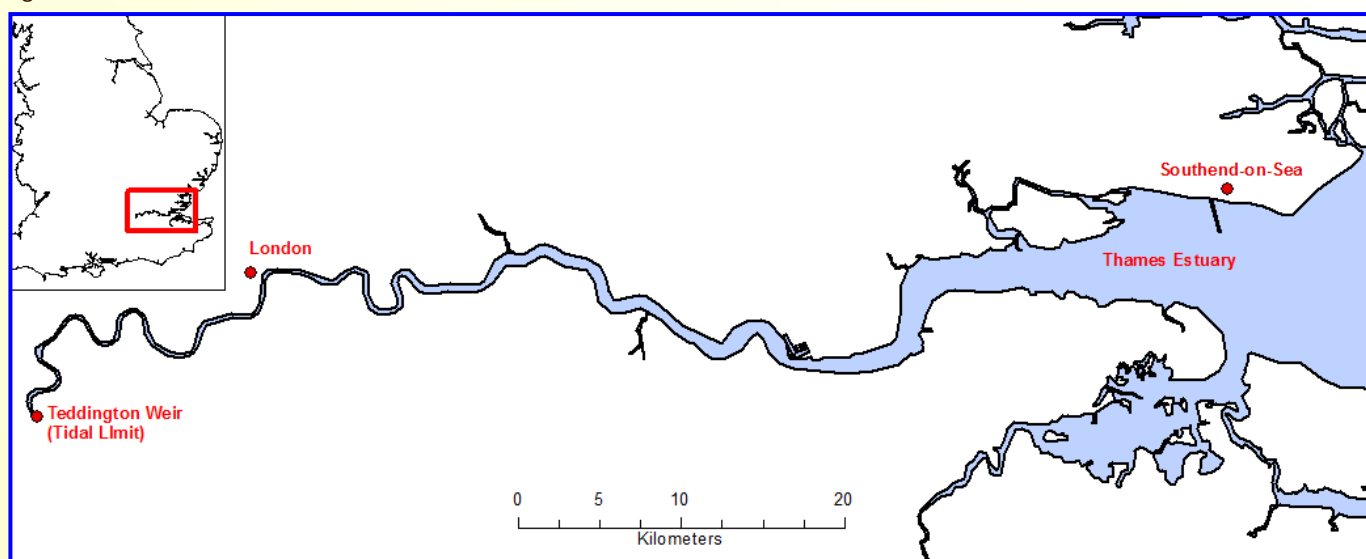 Southend-on-Sea
London
Thames Estuary
Teddington Weir
(Tidal LImit)
0 5 10 20
Kilometers